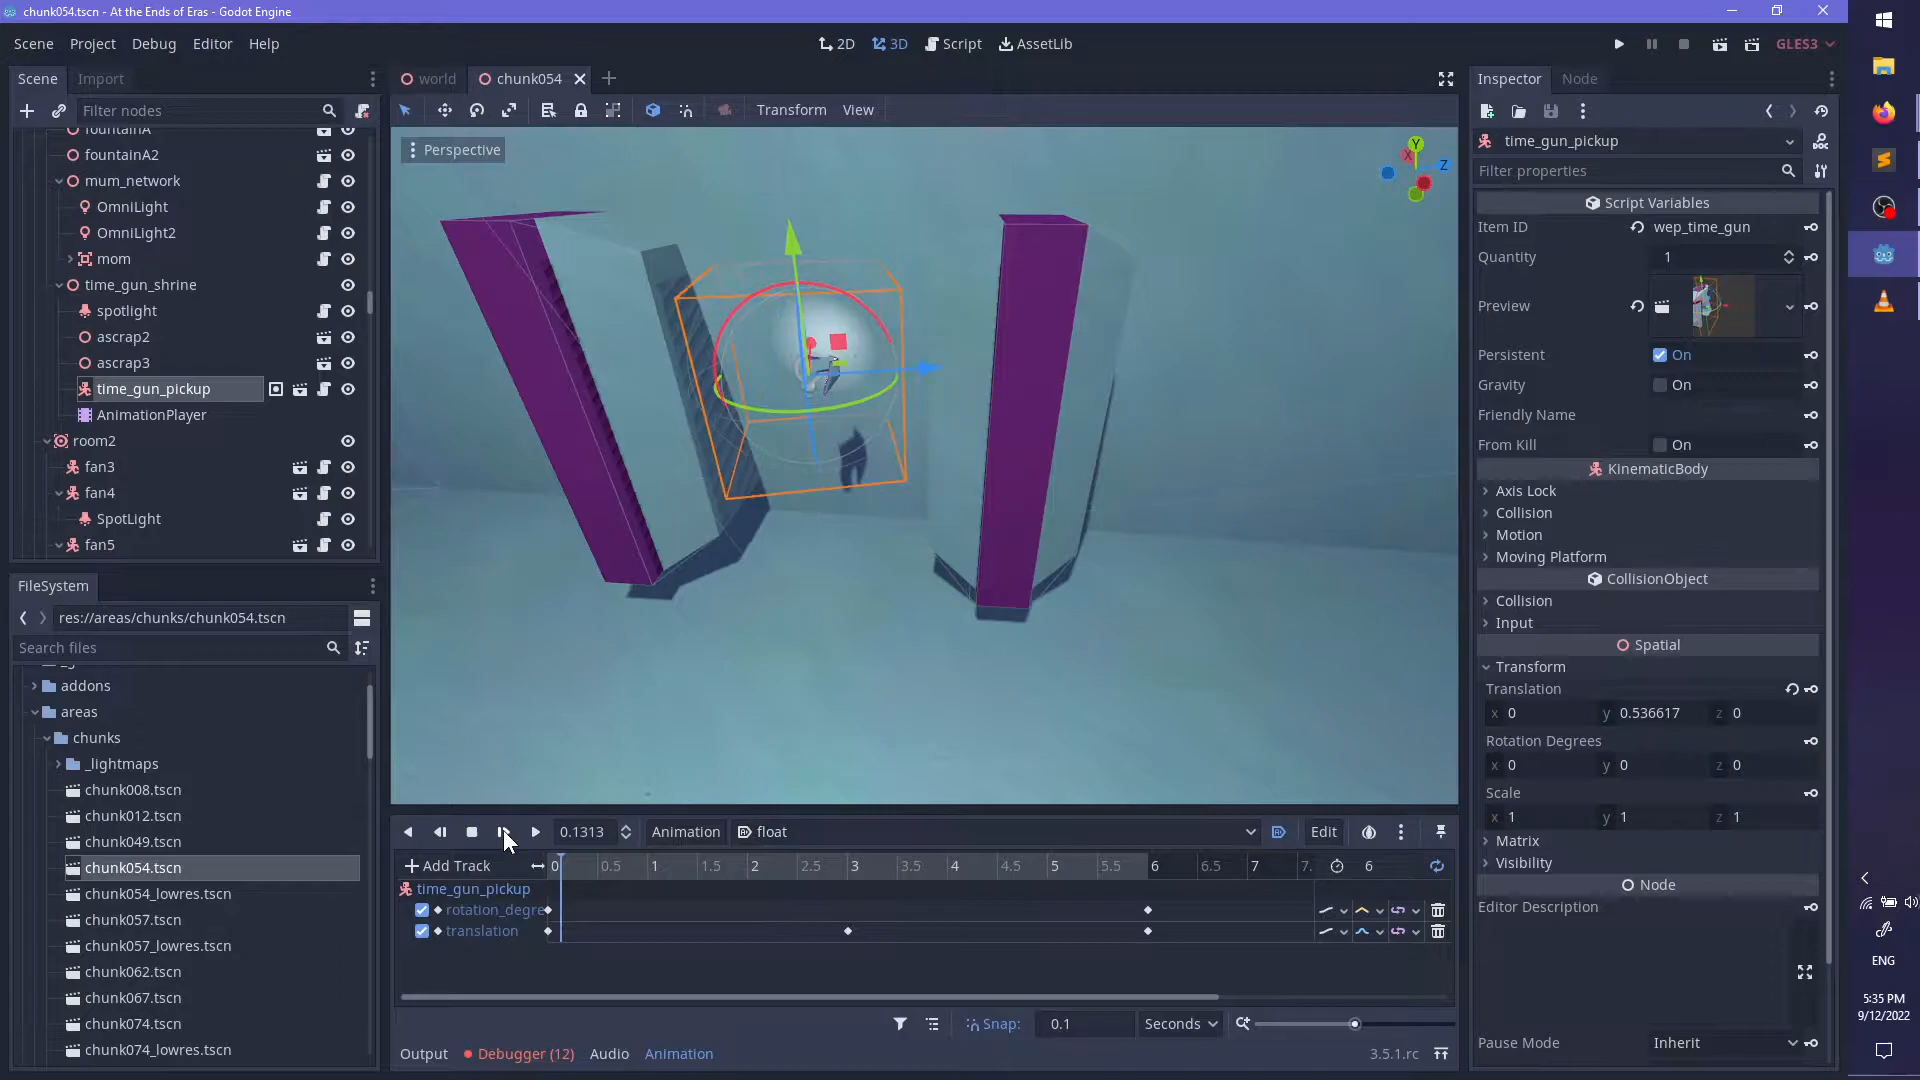 chunk054.tscn - At the Ends of Eras - Godot Engine
Scene Project Debug Editor Help
2D 3D Script AssetLib
GLES3
Scene Import
Filter nodes
fountainA
fountainA2
mum_network
OmniLight
OmniLight2
mom
time_gun_shrine
spotlight
ascrap2
ascrap3
time_gun_pickup
AnimationPlayer
room2
fan3
fan4
SpotLight
fan5
FileSystem
res://areas/chunks/chunk054.tscn
Search files
addons
areas
chunks
_lightmaps
chunk008.tscn
chunk012.tscn
chunk049.tscn
chunk054.tscn
chunk054_lowres.tscn
chunk057.tscn
chunk057_lowres.tscn
chunk062.tscn
chunk067.tscn
chunk074.tscn
chunk074_lowres.tscn
world chunk054
Transform View
Perspective
Y
X
Z
0.1313 Animation float Edit
Add Track 0 0.5 1 1.5 2 2.5 3 3.5 4 4.5 5 5.5 6 6.5 7 7. 6
time_gun_pickup
rotation_degre
translation
Snap: 0.1 Seconds
Output Debugger (12) Audio Animation 3.5.1.rc
Inspector Node
time_gun_pickup
Filter properties
Script Variables
Item ID wep_time_gun
Quantity 1
Preview
Persistent On
Gravity On
Friendly Name
From Kill On
KinematicBody
Axis Lock
Collision
Motion
Moving Platform
CollisionObject
Collision
Input
Spatial
Transform
Translation
x 0 y 0.536617 z 0
Rotation Degrees
x 0 y 0 z 0
Scale
x 1 y 1 z 1
Matrix
Visibility
Node
Editor Description
Pause Mode Inherit
ENG
5:35 PM
9/12/2022